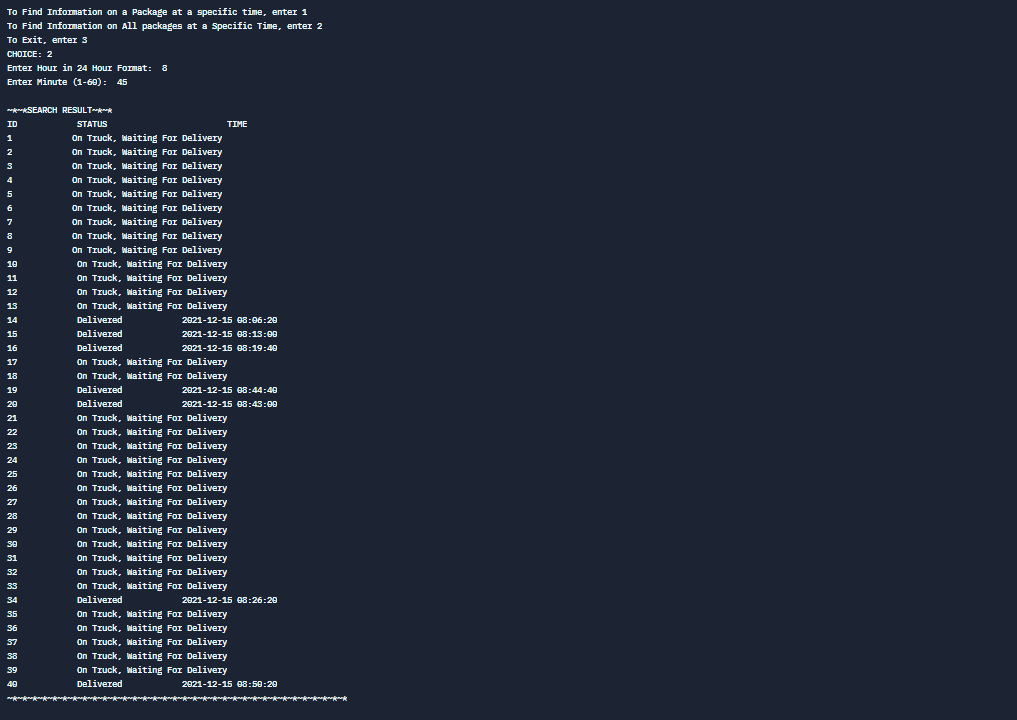 To Find Information on a Package at a specific time, enter 1
To Find Information on All packages at a Specific Time, enter 2
To Exit, enter 3
CHOICE: 2
Enter Hour in 24 Hour Format:  8
Enter Minute (1-60):  45
~*~*SEARCH RESULT~*~*
ID            STATUS                        TIME
1            On Truck, Waiting For Delivery
2            On Truck, Waiting For Delivery
3            On Truck, Waiting For Delivery
4            On Truck, Waiting For Delivery
5            On Truck, Waiting For Delivery
6            On Truck, Waiting For Delivery
7            On Truck, Waiting For Delivery
8            On Truck, Waiting For Delivery
9            On Truck, Waiting For Delivery
10            On Truck, Waiting For Delivery
11            On Truck, Waiting For Delivery
12            On Truck, Waiting For Delivery
13            On Truck, Waiting For Delivery
14            Delivered            2021-12-15 08:06:20
15            Delivered            2021-12-15 08:13:00
16            Delivered            2021-12-15 08:19:40
17            On Truck, Waiting For Delivery
18            On Truck, Waiting For Delivery
19            Delivered            2021-12-15 08:44:40
20            Delivered            2021-12-15 08:43:00
21            On Truck, Waiting For Delivery
22            On Truck, Waiting For Delivery
23            On Truck, Waiting For Delivery
24            On Truck, Waiting For Delivery
25            On Truck, Waiting For Delivery
26            On Truck, Waiting For Delivery
27            On Truck, Waiting For Delivery
28            On Truck, Waiting For Delivery
29            On Truck, Waiting For Delivery
30            On Truck, Waiting For Delivery
31            On Truck, Waiting For Delivery
32            On Truck, Waiting For Delivery
33            On Truck, Waiting For Delivery
34            Delivered            2021-12-15 08:26:20
35            On Truck, Waiting For Delivery
36            On Truck, Waiting For Delivery
37            On Truck, Waiting For Delivery
38            On Truck, Waiting For Delivery
39            On Truck, Waiting For Delivery
40            Delivered            2021-12-15 08:50:20
~*~*~*~*~*~*~*~*~*~*~*~*~*~*~*~*~*~*~*~*~*~*~*~*~*~*~*~*~*~*~*~*~*~*